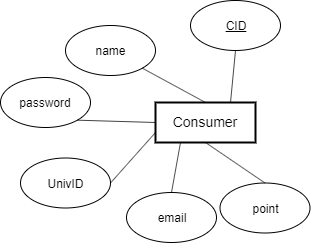 CID
name
password
Consumer
UnivID
email
point